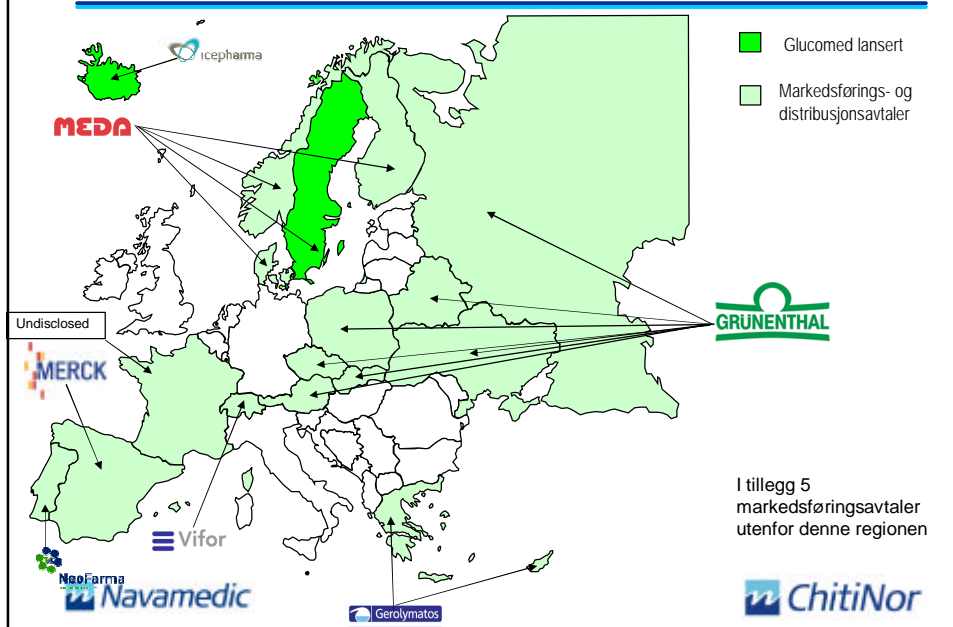 icepharma
Glucomed lansert
Markedsførings- og
distribusjonsavtaler
MEDA
GRÜNENTHAL
Undisclosed
MERCK
I tillegg 5
markedsføringsavtaler
utenfor denne regionen
Vifor
NeoFarma
Navamedic
Gerolymatos
ChitiNor